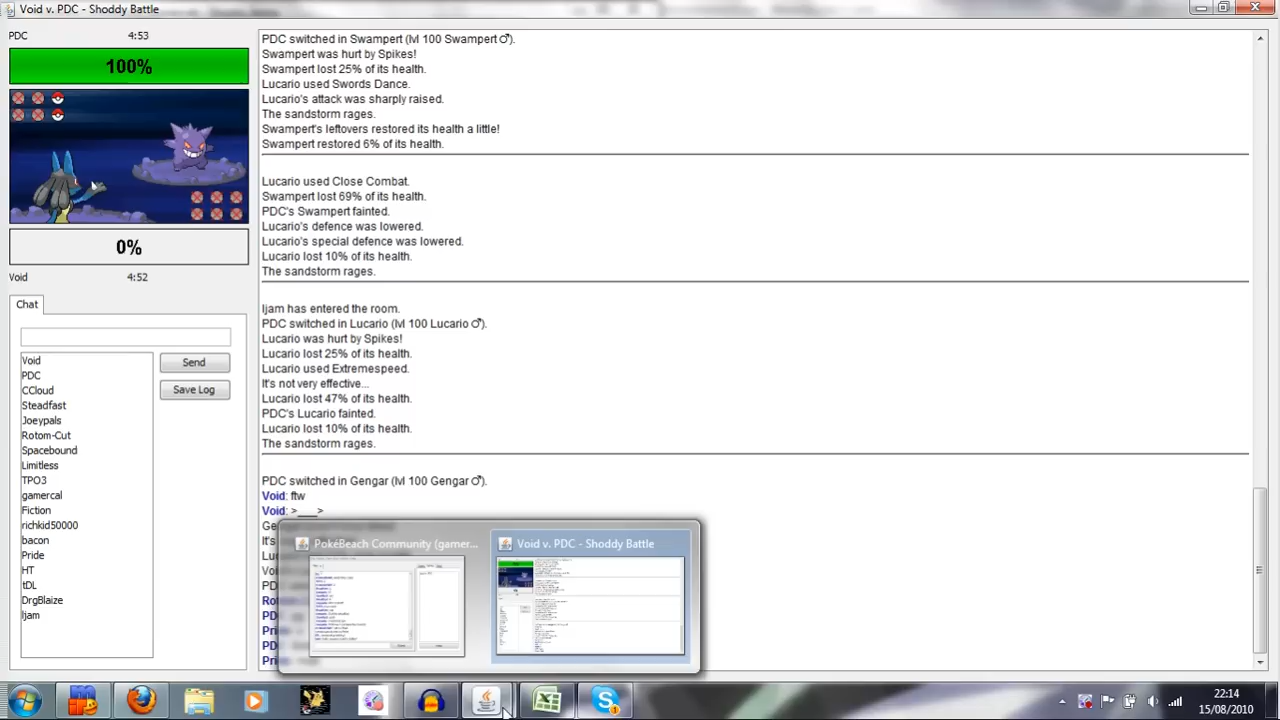 Void v. PDC - Shoddy Battle
PDC 4:53
100%
0%
Void 4:52
Chat
Send
Save Log
Void
PDC
CCloud
Steadfast
Joeypals
Rotom-Cut
Spacebound
Limitless
TPO3
gamercal
Fiction
richkid50000
bacon
Pride
HT
PDC switched in Swampert (lvl 100 Swampert ♂).
Swampert was hurt by Spikes!
Swampert lost 25% of its health.
Lucario used Swords Dance.
Lucario's attack was sharply raised.
The sandstorm rages.
Swampert's leftovers restored its health a little!
Swampert restored 6% of its health.
Lucario used Close Combat.
Swampert lost 69% of its health.
PDC's Swampert fainted.
Lucario's defence was lowered.
Lucario's special defence was lowered.
Lucario lost 10% of its health.
The sandstorm rages.
Ijam has entered the room.
PDC switched in Lucario (lvl 100 Lucario ♂).
Lucario was hurt by Spikes!
Lucario lost 25% of its health.
Lucario used Extremespeed.
It's not very effective...
Lucario lost 47% of its health.
PDC's Lucario fainted.
Lucario lost 10% of its health.
The sandstorm rages.
PDC switched in Gengar (lvl 100 Gengar ♂).
Void: ftw
Void: >___>
PokéBeach Community (gamer...
Void v. PDC - Shoddy Battle
22:14
15/08/2010